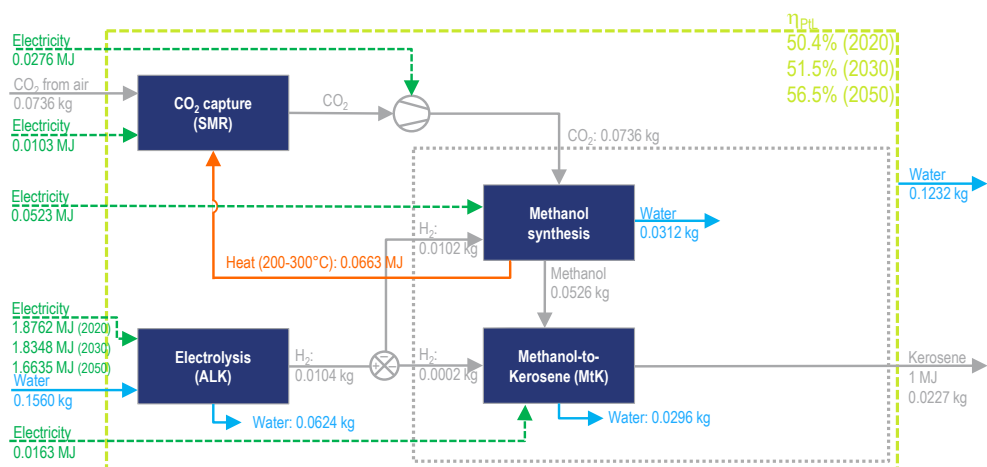 η_PtL
50.4% (2020)
51.5% (2030)
56.5% (2050)
Electricity
0.0276 MJ
CO₂ from air
0.0736 kg
Electricity
0.0103 MJ
CO₂ capture
(SMR)
CO₂
CO₂: 0.0736 kg
Water
0.1232 kg
Electricity
0.0523 MJ
Methanol
synthesis
Water
0.0312 kg
H₂:
0.0102 kg
Heat (200-300°C): 0.0663 MJ
Methanol
0.0526 kg
Electricity
1.8762 MJ (2020)
1.8348 MJ (2030)
1.6635 MJ (2050)
Electrolysis
(ALK)
H₂:
0.0104 kg
H₂:
0.0002 kg
Methanol-to-
Kerosene (MtK)
Kerosene
1 MJ
0.0227 kg
Water
0.1560 kg
Water: 0.0624 kg
Water: 0.0296 kg
Electricity
0.0163 MJ